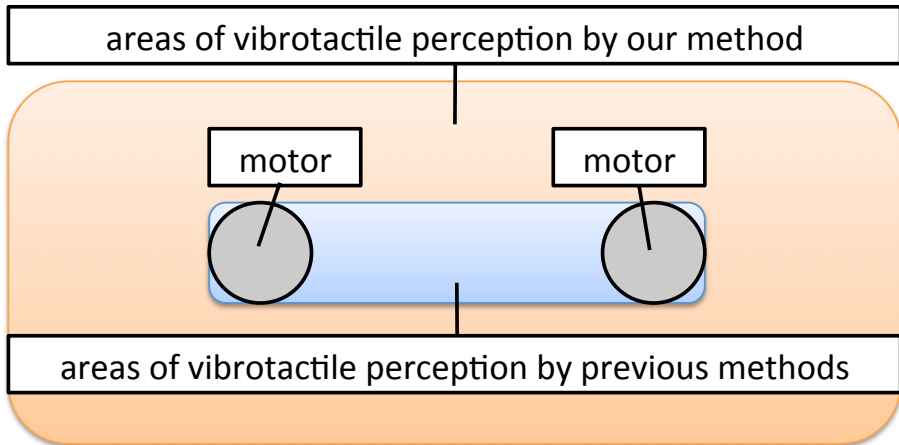 areas of vibrotactile perception by our method
motor
motor
areas of vibrotactile perception by previous methods